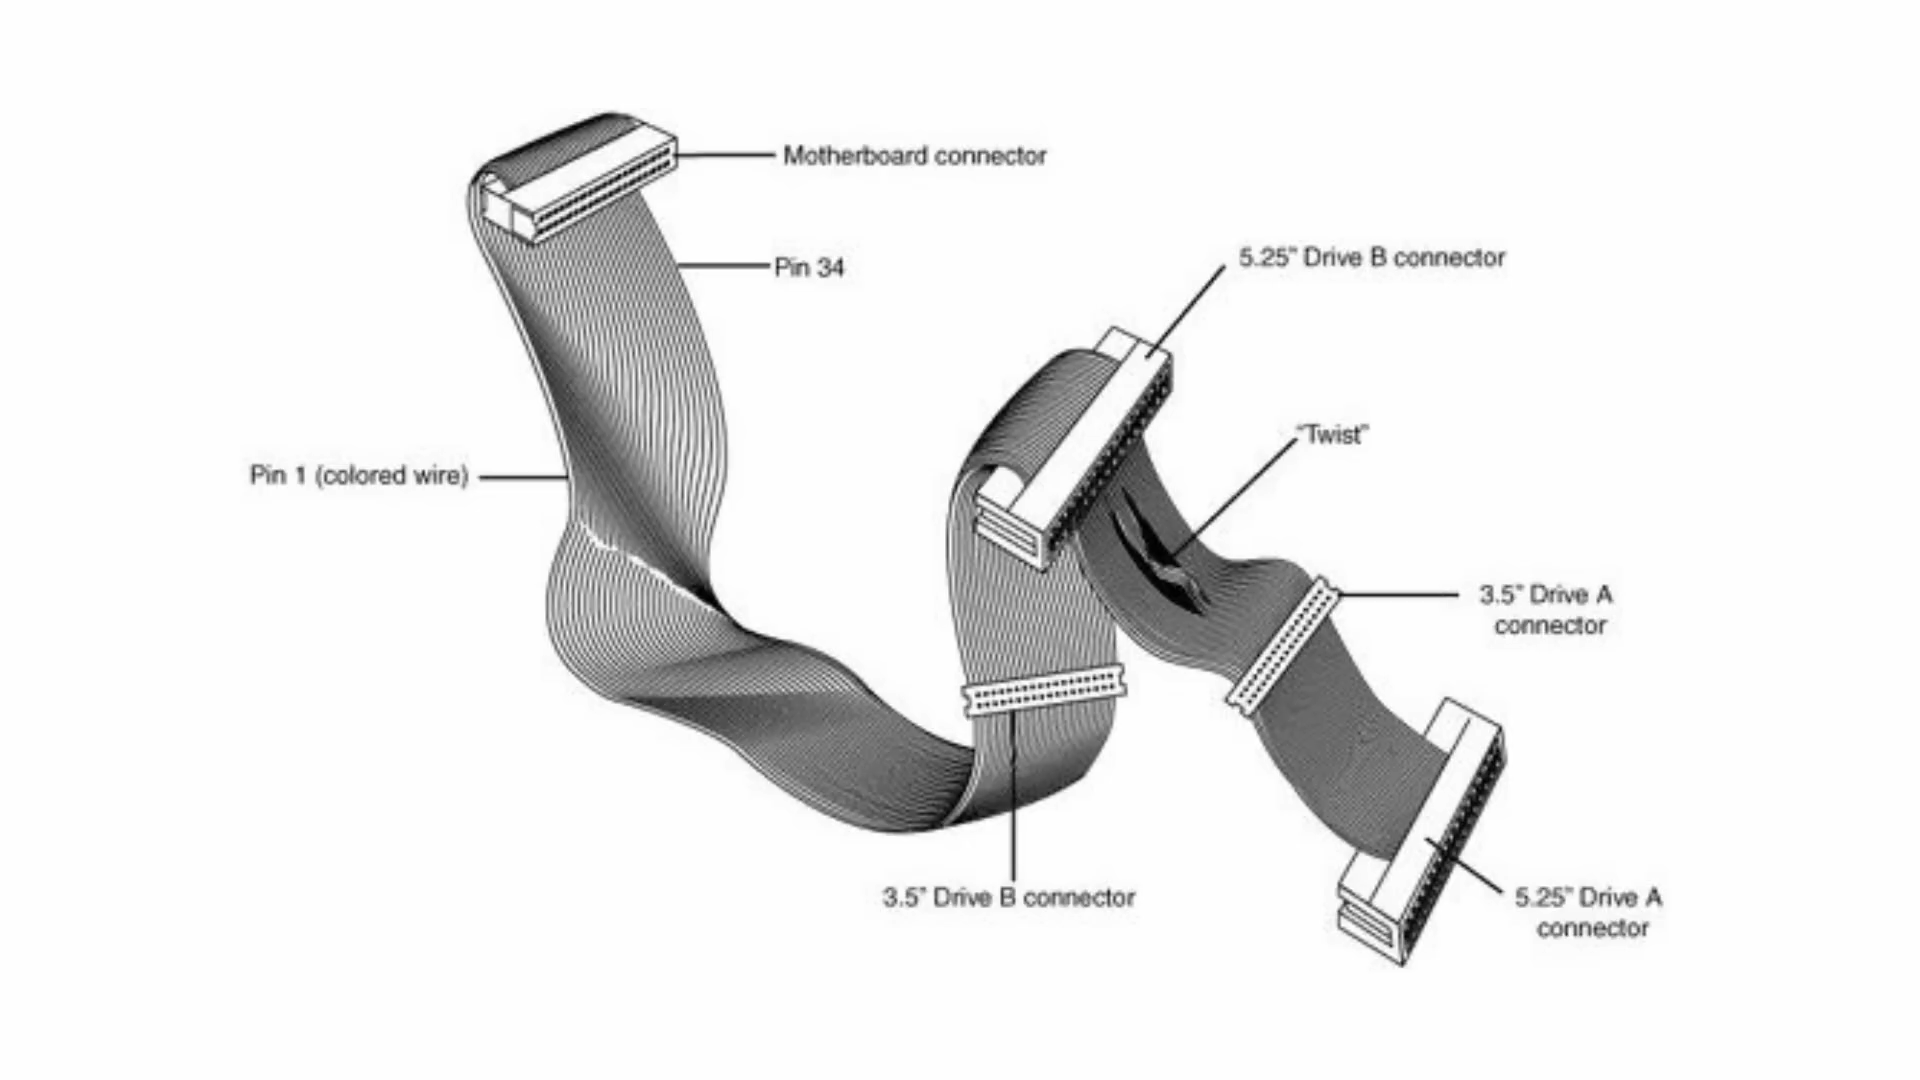 Motherboard connector
Pin 34
5.25” Drive B connector
“Twist”
Pin 1 (colored wire)
3.5” Drive A
connector
3.5” Drive B connector
5.25” Drive A
connector